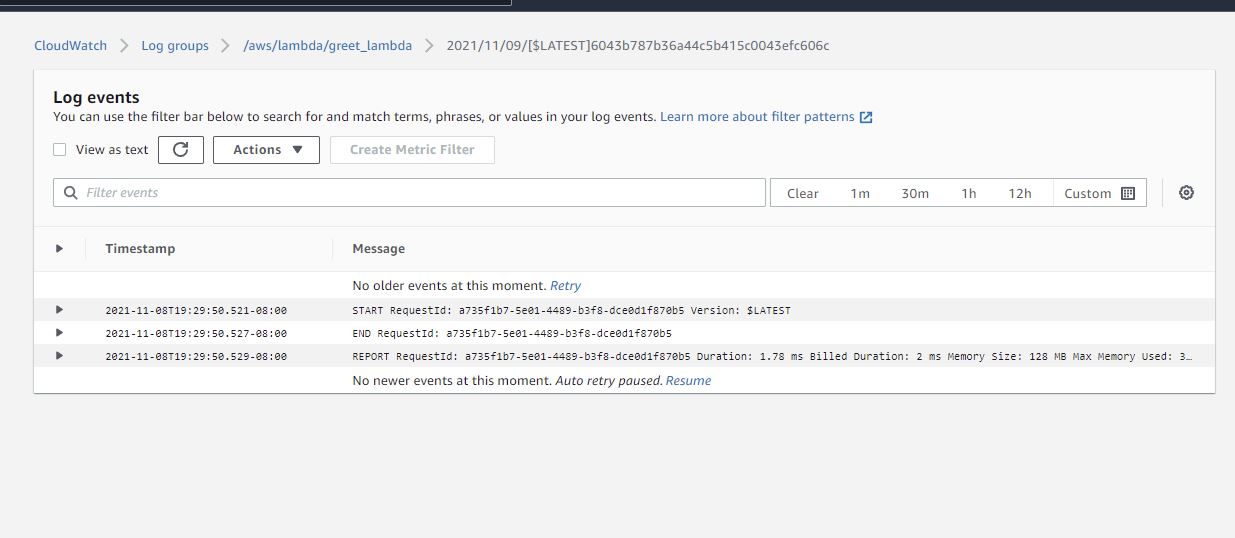 CloudWatch > Log groups > /aws/lambda/greet_lambda > 2021/11/09/[$LATEST]6043b787b36a44c5b415c0043efc606c
Log events
You can use the filter bar below to search for and match terms, phrases, or values in your log events. Learn more about filter patterns
View as text Actions Create Metric Filter
Filter events Clear 1m 30m 1h 12h Custom
Timestamp Message
No older events at this moment. Retry
2021-11-08T19:29:50.521-08:00 START RequestId: a735f1b7-5e01-4489-b3f8-dce0d1f870b5 Version: $LATEST
2021-11-08T19:29:50.527-08:00 END RequestId: a735f1b7-5e01-4489-b3f8-dce0d1f870b5
2021-11-08T19:29:50.529-08:00 REPORT RequestId: a735f1b7-5e01-4489-b3f8-dce0d1f870b5 Duration: 1.78 ms Billed Duration: 2 ms Memory Size: 128 MB Max Memory Used: 3…
No newer events at this moment. Auto retry paused. Resume